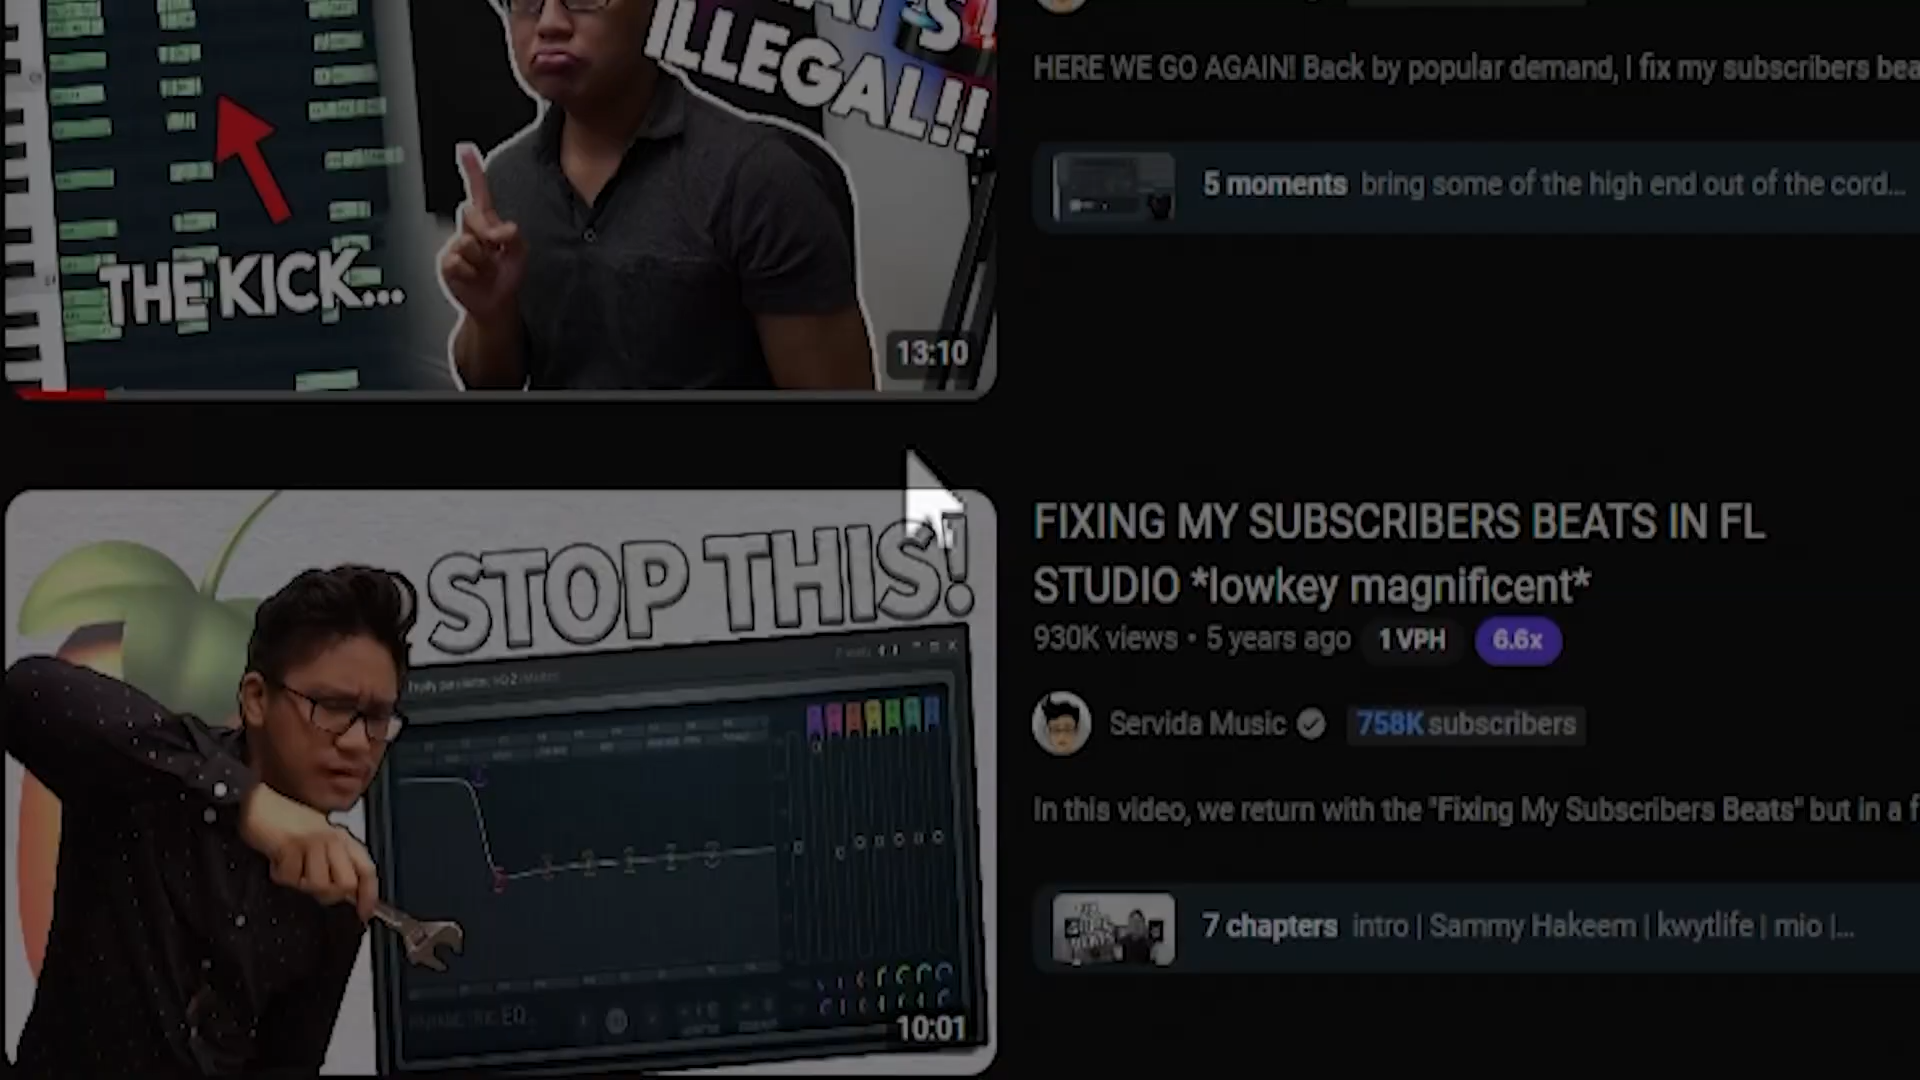 ILLEGAL!!
THE KICK...
13:10
HERE WE GO AGAIN! Back by popular demand, I fix my subscribers bea
5 moments bring some of the high end out of the cord...
STOP THIS!
10:01
FIXING MY SUBSCRIBERS BEATS IN FL
STUDIO *lowkey magnificent*
930K views • 5 years ago 1 VPH 6.6x
Servida Music 758K subscribers
In this video, we return with the "Fixing My Subscribers Beats" but in a f
7 chapters intro | Sammy Hakeem | kwytlife | mio |...